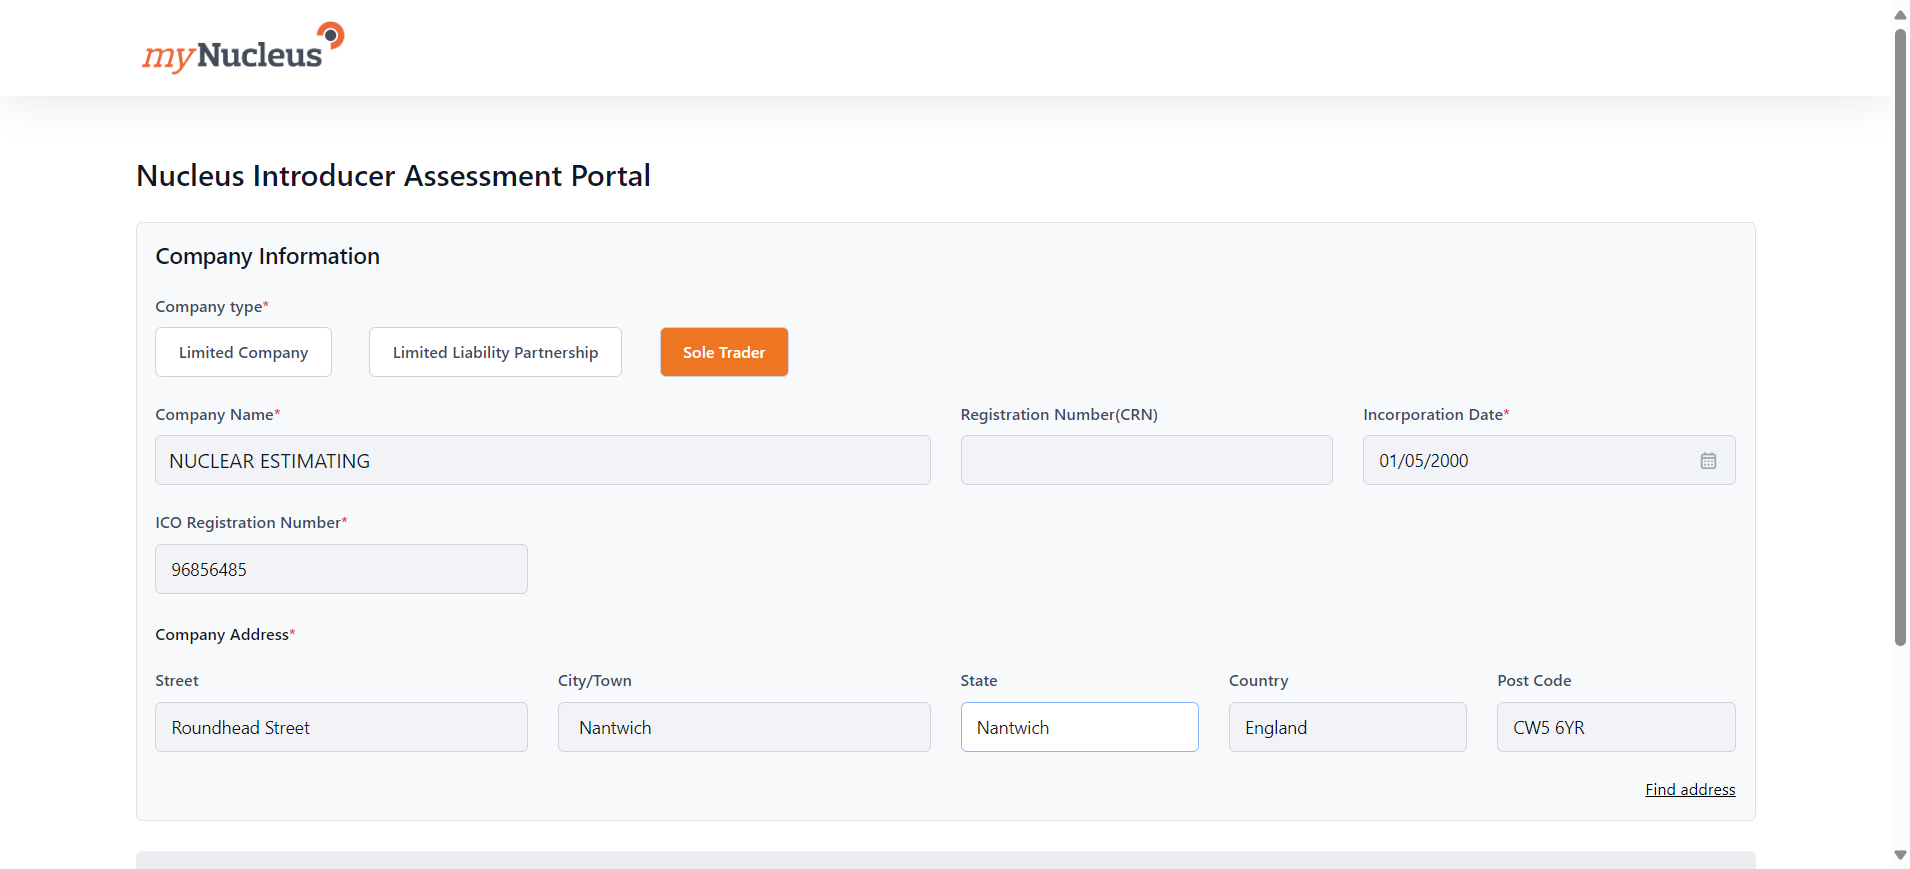 myNucleus
Nucleus Introducer Assessment Portal
Company Information
Company type*
Limited Company
Limited Liability Partnership
Sole Trader
Company Name*
Registration Number(CRN)
Incorporation Date*
NUCLEAR ESTIMATING
01/05/2000
ICO Registration Number*
96856485
Company Address*
Street
City/Town
State
Country
Post Code
Roundhead Street
Nantwich
Nantwich
England
CW5 6YR
Find address